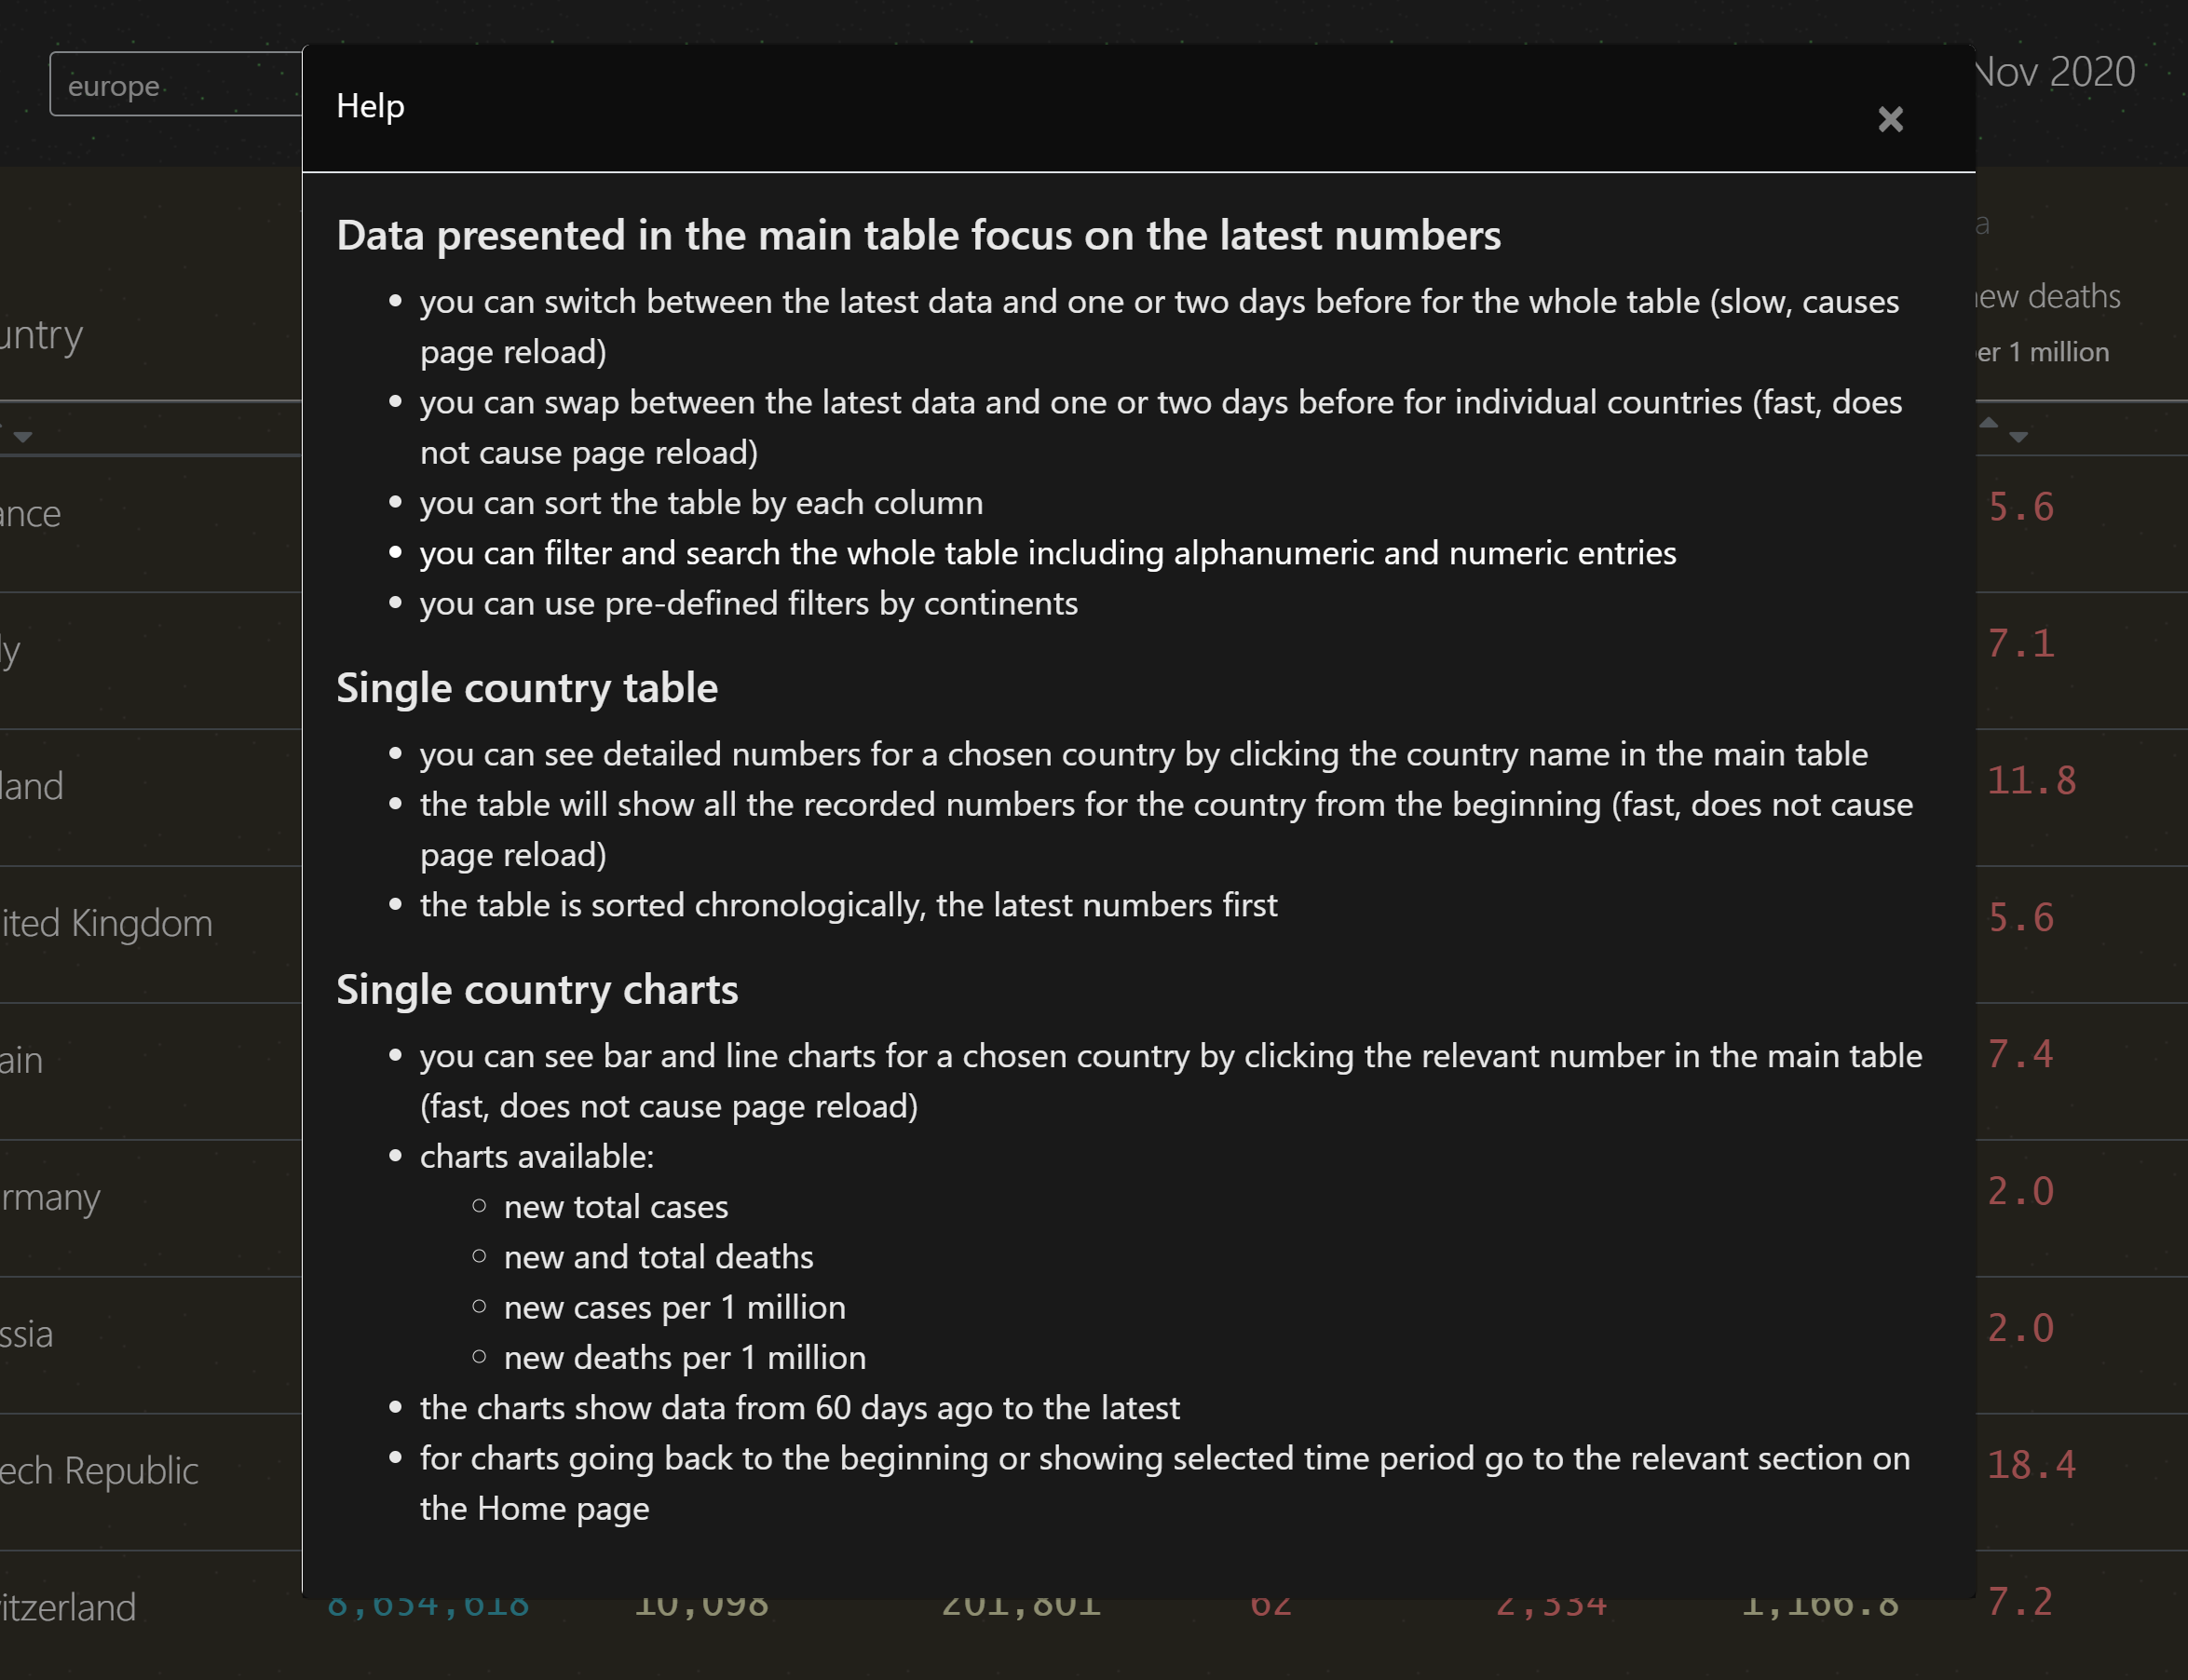 europe
Nov 2020
Help
Data presented in the main table focus on the latest numbers
you can switch between the latest data and one or two days before for the whole table (slow, causes
page reload)
you can swap between the latest data and one or two days before for individual countries (fast, does
not cause page reload)
you can sort the table by each column
you can filter and search the whole table including alphanumeric and numeric entries
you can use pre-defined filters by continents
Single country table
you can see detailed numbers for a chosen country by clicking the country name in the main table
the table will show all the recorded numbers for the country from the beginning (fast, does not cause
page reload)
the table is sorted chronologically, the latest numbers first
Single country charts
you can see bar and line charts for a chosen country by clicking the relevant number in the main table
(fast, does not cause page reload)
charts available:
new total cases
new and total deaths
new cases per 1 million
new deaths per 1 million
the charts show data from 60 days ago to the latest
for charts going back to the beginning or showing selected time period go to the relevant section on
the Home page
a
ew deaths
er 1 million
untry
ance 5.6
ly 7.1
land 11.8
ited Kingdom 5.6
ain 7.4
rmany 2.0
ssia 2.0
ech Republic 18.4
itzerland 8,654,618 10,098 201,801 62 2,334 1,166.8 7.2